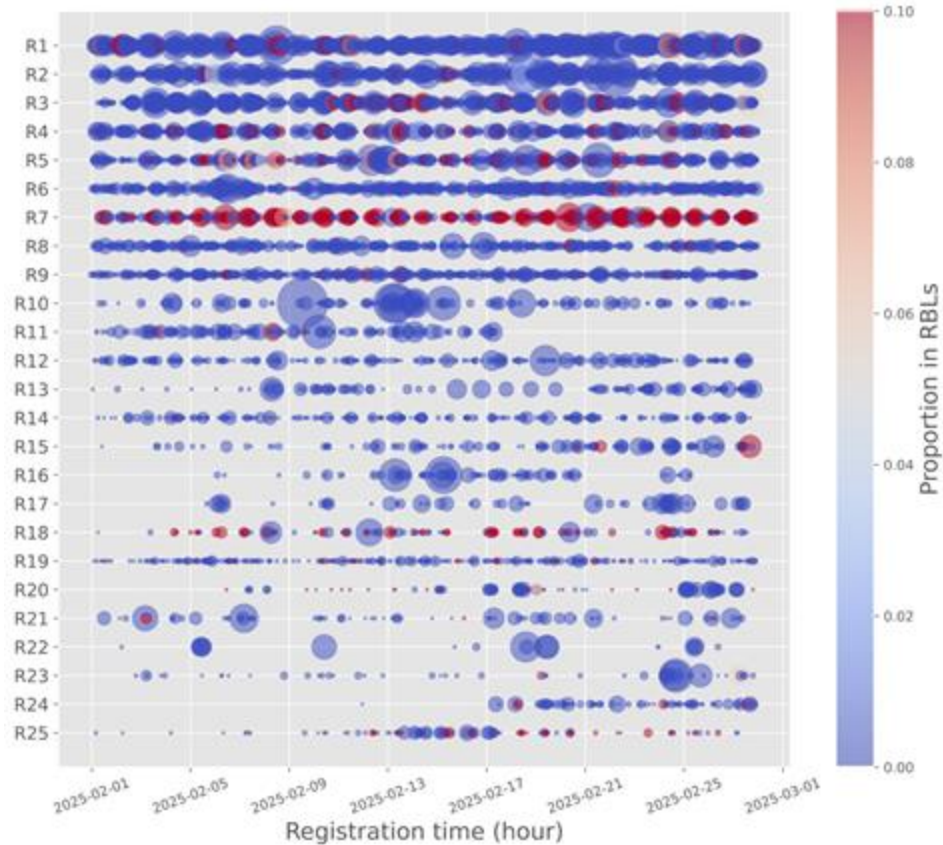 R1
R2
R3
R4
R5
R6
R7
R8
R9
R10
R11
R12
R13
R14
R15
R16
R17
R18
R19
R20
R21
R22
R23
R24
R25
2025-02-01
2025-02-05
2025-02-09
2025-02-13
2025-02-17
2025-02-21
2025-02-25
2025-03-01
Registration time (hour)
0.10
0.08
0.06
0.04
0.02
0.00
Proportion in RBLs